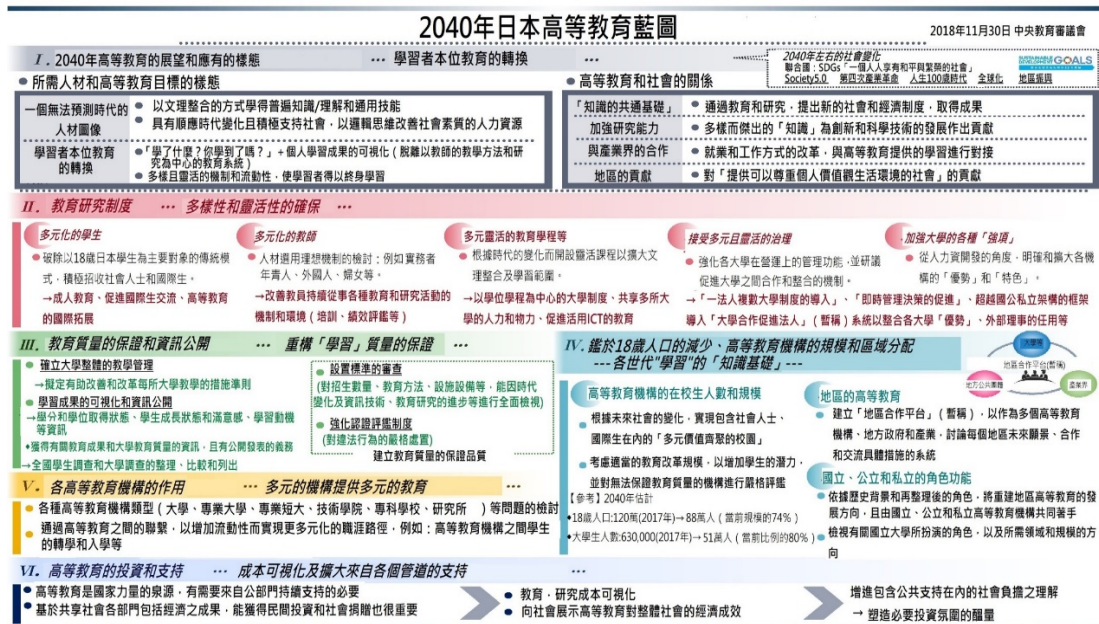 2040年日本高等教育藍圖
2018年11月30日 中央教育審議會
I. 2040年高等教育的展望和應有的樣態 … 學習者本位教育的轉換
2040年左右的社會變化
聯合國：SDGs「一個人人享有和平與繁榮的社會」
Society5.0 第四次產業革命 人生100歲時代 全球化 地區振興
GOALS
● 所需人材和高等教育目標的樣態
一個無法預測時代的
人材圖像
● 以文理整合的方式學得普遍知識/理解和通用技能
● 具有順應時代變化且積極支持社會，以邏輯思維改善社會素質的人力資源
學習者本位教育
的轉換
● 「學了什麼？你學到了嗎？」+ 個人學習成果的可視化（脫離以教師的教學方法和研
究為中心的教育系統）
● 多樣且靈活的機制和流動性，使學習者得以終身學習
● 高等教育和社會的關係
「知識的共通基礎」
● 通過教育和研究，提出新的社會和經濟制度，取得成果
加強研究能力
● 多樣而傑出的「知識」為創新和科學技術的發展作出貢獻
與產業界的合作
● 就業和工作方式的改革，與高等教育提供的學習進行對接
地區的貢獻
● 對「提供可以尊重個人價值觀生活環境的社會」的貢獻
II. 教育研究制度 … 多樣性和靈活性的確保 …
多元化的學生
● 破除以18歲日本學生為主要對象的傳統模
式，積極招收社會人士和國際生。
→成人教育、促進國際生交流、高等教育
的國際拓展
多元化的教師
● 人材選用理想機制的檢討：例如實務者
年青人、外國人、婦女等。
→改善教員持續從事各種教育和研究活動的
機制和環境（培訓、績效評鑑等）
多元靈活的教育學程等
● 根據時代的變化而開設靈活課程以擴大文
理整合及學習範圍。
→以學位學程為中心的大學制度、共享多所大
學的人力和物力、促進活用ICT的教育
接受多元且靈活的治理
● 強化各大學在營運上的管理功能，並研議
促進大學之間合作和整合的機制。
→「一法人複數大學制度的導入」、「即時管理決策的促進」、超越國公私立架構的框架
導入「大學合作促進法人」（暫稱）系統以整合各大學「優勢」、外部理事的任用等
加強大學的各種「強項」
● 從人力資開發的角度，明確和擴大各機
構的「優勢」和「特色」。
III. 教育質量的保證和資訊公開 … 重構「學習」質量的保證 …
● 確立大學整體的教學管理
→擬定有助改善和改革每所大學教學的措施準則
● 學習成果的可視化和資訊公開
→學分和學位取得狀態、學生成長狀態和滿意感、學習動機
等資訊
•獲得有關教育成果和大學教育質量的資訊，且有公開發表的義務
→全國學生調查和大學調查的整理、比較和列出
● 設置標準的審查
(對招生數量、教育方法、設施設備等，能因時代
變化及資訊技術、教育研究的進步等進行全面檢視)
● 強化認證評鑑制度
(對違法行為的嚴格處置)
建立教育質量的保證品質
IV. 鑑於18歲人口的減少、高等教育機構的規模和區域分配
---各世代"學習"的「知識基礎」---
高等教育機構的在校生人數和規模
● 根據未來社會的變化，實現包含社會人士、
國際生在內的「多元價值齊聚的校園」
● 考慮適當的教育改革規模，以增加學生的潛力，
並對無法保證教育質量的機構進行嚴格評鑑
【參考】2040年估計
•18歲人口:120萬(2017年)→88萬人（當前規模的74%）
•大學生人數:630,000(2017年)→51萬人（當前比例的80%）
地區合作平台(暫稱)
地方公共團體
產業界
地區的高等教育
● 建立「地區合作平台」（暫稱），以作為多個高等教育
機構、地方政府和產業，討論每個地區未來願景、合作
和交流具體措施的系統
國立、公立和私立的角色功能
● 依據歷史背景和再整理後的角色，將重建地區高等教育的發
展方向，且由國立、公立和私立高等教育機構共同著手
● 檢視有關國立大學所扮演的角色，以及所需領域和規模的方
向
V. 各高等教育機構的作用 … 多元的機構提供多元的教育 …
● 各種高等教育機構類型（大學、專業大學、專業短大、技術學院、專科學校、研究所 ）等問題的檢討
● 通過高等教育之間的聯繫，以增加流動性而實現更多元化的職涯路徑，例如：高等教育機構之間學生
的轉學和入學等
VI. 高等教育的投資和支持 … 成本可視化及擴大來自各個管道的支持 …
● 高等教育是國家力量的泉源，有需要來自公部門持續支持的必要
● 基於共享社會各部門包括經濟之成果，能獲得民間投資和社會捐贈也很重要
● 教育，研究成本可視化
● 向社會展示高等教育對整體社會的經濟成效
增進包含公共支持在內的社會負擔之理解
→ 塑造必要投資氛圍的醞量